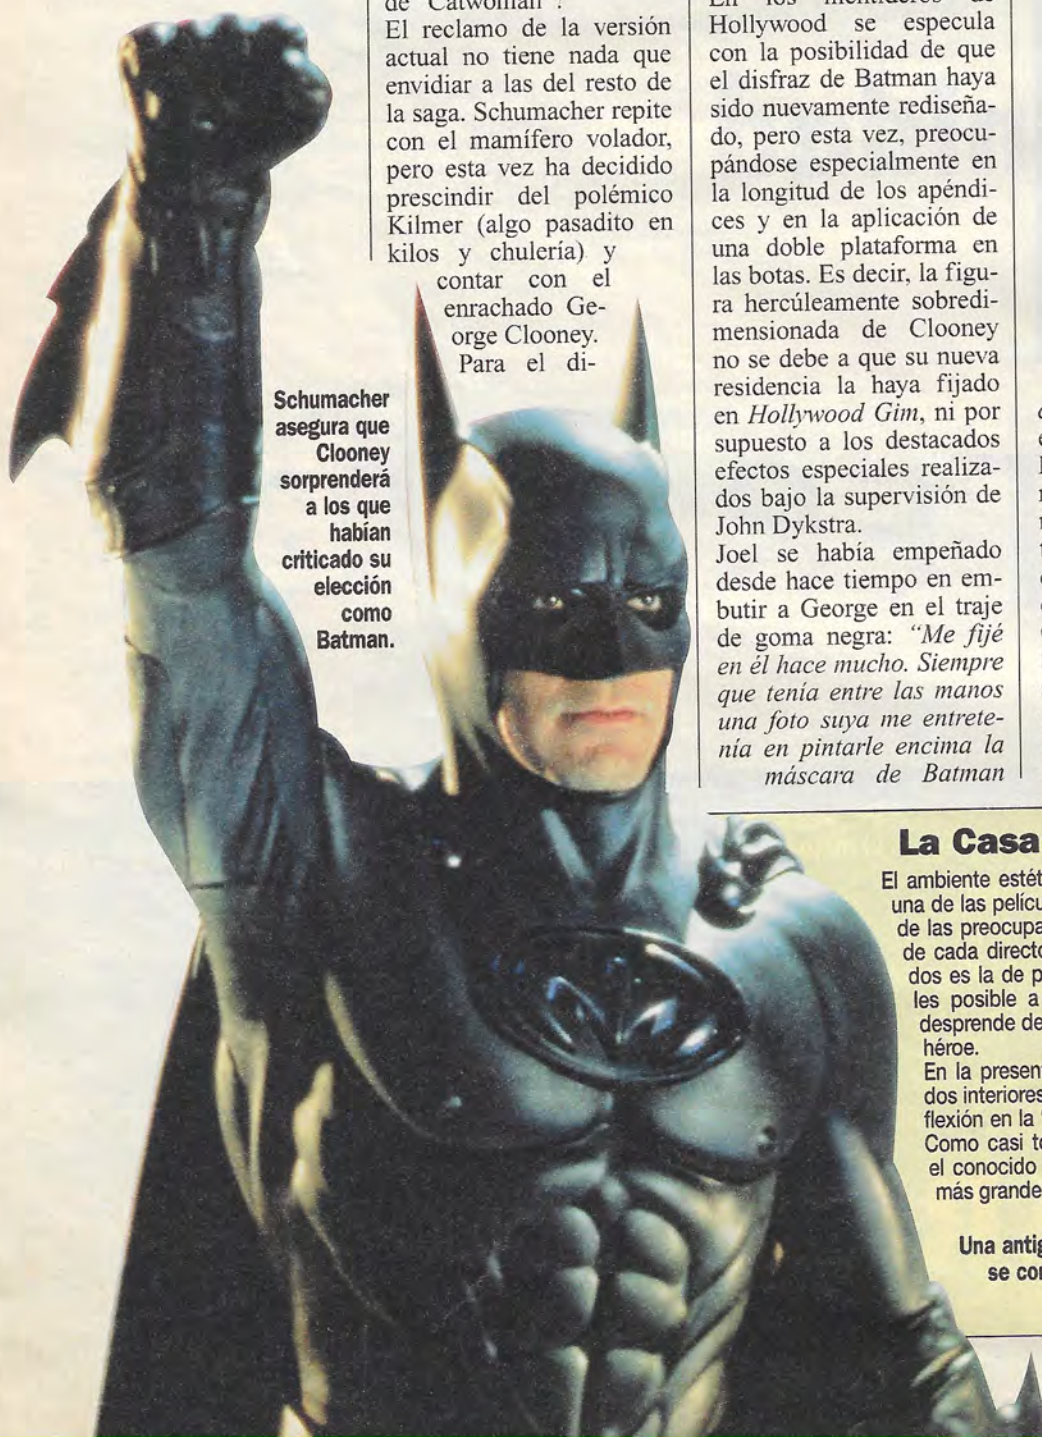 de "Catwoman".
El reclamo de la versión
actual no tiene nada que
envidiar a las del resto de
la saga. Schumacher repite
con el mamífero volador,
pero esta vez ha decidido
prescindir del polémico
Kilmer (algo pasadito en
kilos y chulería) y
contar con el
enrachado Ge-
orge Clooney.
Para el di-
Schumacher
asegura que
Clooney
sorprenderá
a los que
habían
criticado su
elección
como
Batman.
En los mentideros de
Hollywood se especula
con la posibilidad de que
el disfraz de Batman haya
sido nuevamente rediseña-
do, pero esta vez, preocu-
pándose especialmente en
la longitud de los apéndi-
ces y en la aplicación de
una doble plataforma en
las botas. Es decir, la figu-
ra hercúleamente sobredi-
mensionada de Clooney
no se debe a que su nueva
residencia la haya fijado
en Hollywood Gim, ni por
supuesto a los destacados
efectos especiales realiza-
dos bajo la supervisión de
John Dykstra.
Joel se había empeñado
desde hace tiempo en em-
butir a George en el traje
de goma negra: "Me fijé
en él hace mucho. Siempre
que tenía entre las manos
una foto suya me entrete-
nía en pintarle encima la
máscara de Batman
La Casa
El ambiente estét
una de las pelícu
de las preocupa
de cada directo
dos es la de p
les posible a
desprende de
héroe.
En la presen
dos interiores
flexión en la
Como casi to
el conocido
más grande
Una antig
se con